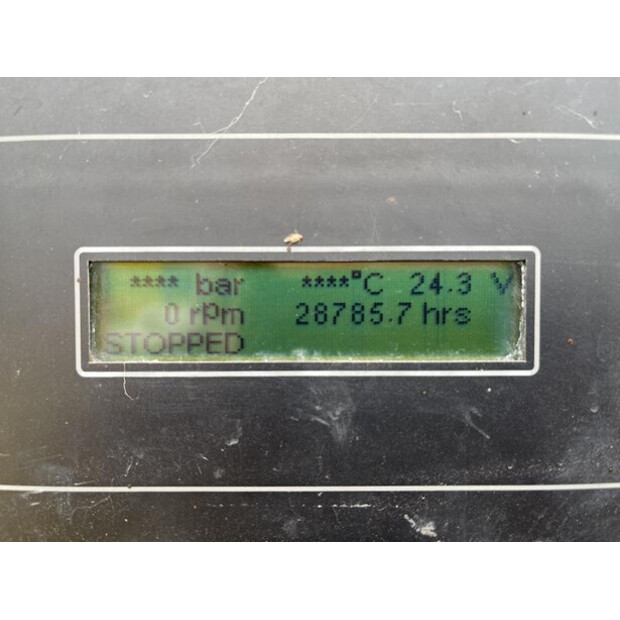 **** bar ****°C 24.3 V
0 rpm 28785.7 hrs
STOPPED